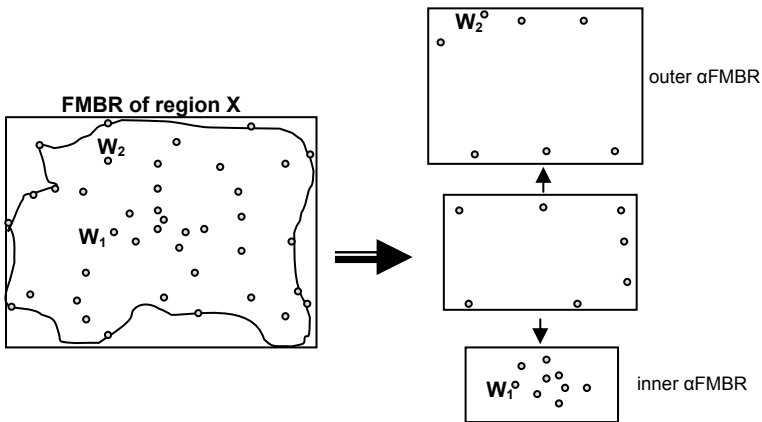 FMBR of region X
W₂
W₁
W₂
outer αFMBR
W₁
inner αFMBR